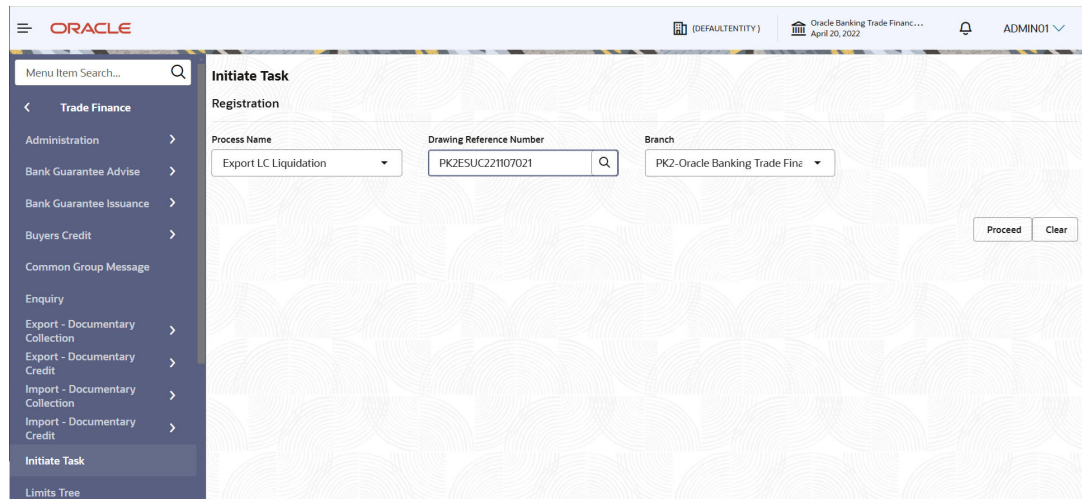 ORACLE
(DEFAULTENTITY)
Oracle Banking Trade Financ...
April 20, 2022
ADMIN01
Menu Item Search...
Trade Finance
Administration
Bank Guarantee Advise
Bank Guarantee Issuance
Buyers Credit
Common Group Message
Enquiry
Export - Documentary
Collection
Export - Documentary
Credit
Import - Documentary
Collection
Import - Documentary
Credit
Initiate Task
Limits Tree
Initiate Task
Registration
Process Name
Drawing Reference Number
Branch
Export LC Liquidation
PK2ESUC221107021
PK2-Oracle Banking Trade Fina
Proceed
Clear